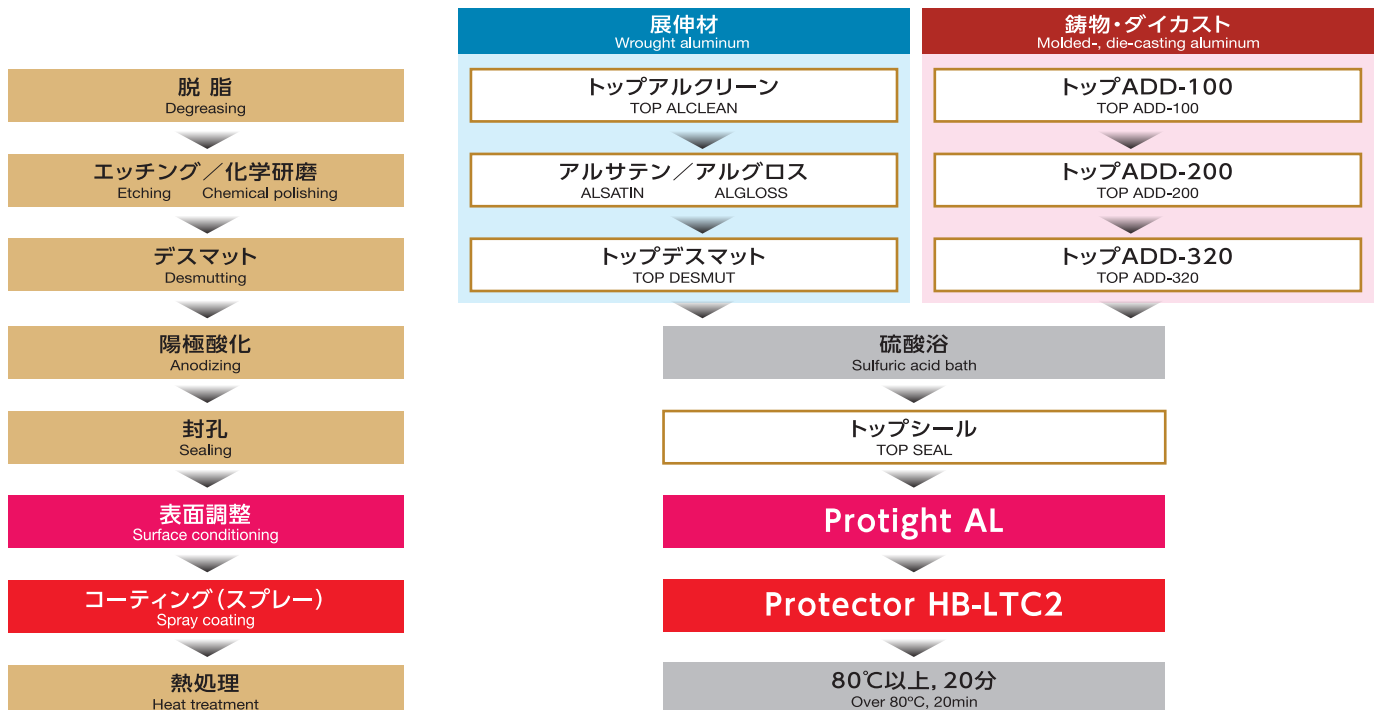 展伸材
Wrought aluminum
鋳物・ダイカスト
Molded-, die-casting aluminum
脱 脂
Degreasing
トップアルクリーン
TOP ALCLEAN
トップADD-100
TOP ADD-100
エッチング／化学研磨
Etching Chemical polishing
アルサテン／アルグロス
ALSATIN ALGLOSS
トップADD-200
TOP ADD-200
デスマット
Desmutting
トップデスマット
TOP DESMUT
トップADD-320
TOP ADD-320
陽極酸化
Anodizing
硫酸浴
Sulfuric acid bath
封孔
Sealing
トップシール
TOP SEAL
表面調整
Surface conditioning
Protight AL
コーティング（スプレー）
Spray coating
Protector HB-LTC2
熱処理
Heat treatment
80℃以上，20分
Over 80ºC, 20min